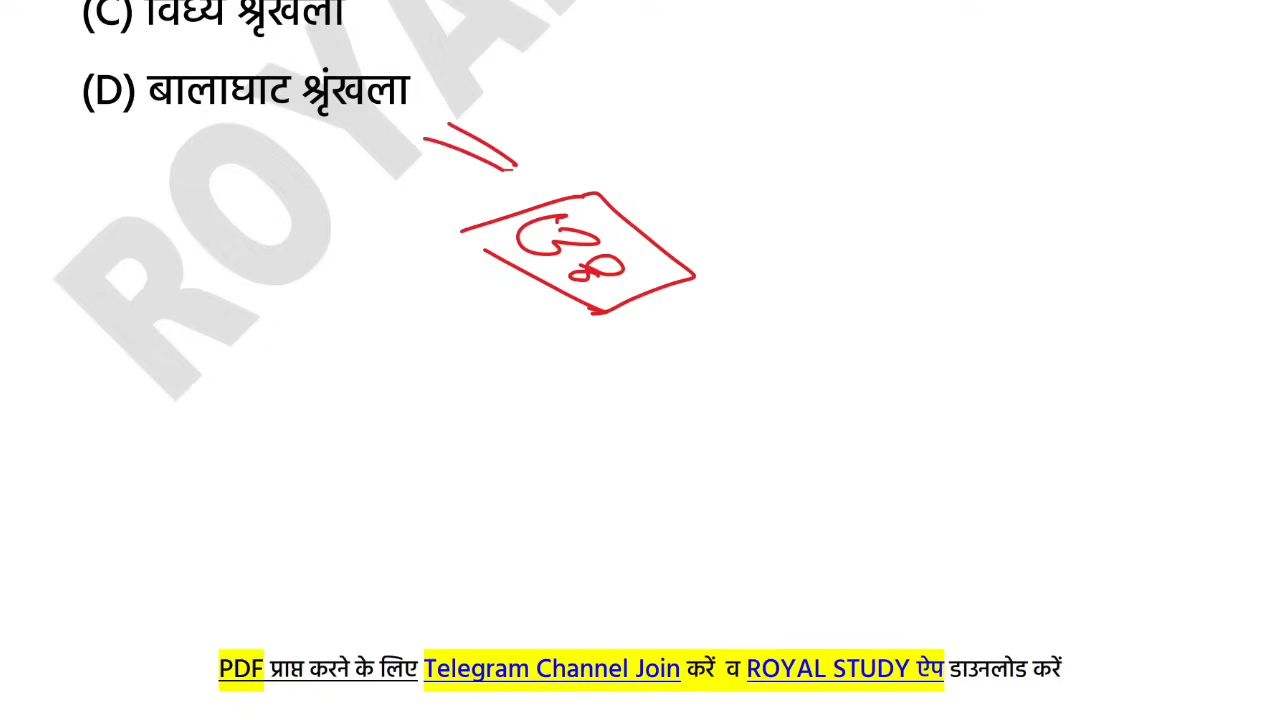 (C) विंध्य श्रृंखला
(D) बालाघाट श्रृंखला
PDF प्राप्त करने के लिए Telegram Channel Join करें व ROYAL STUDY ऐप डाउनलोड करें